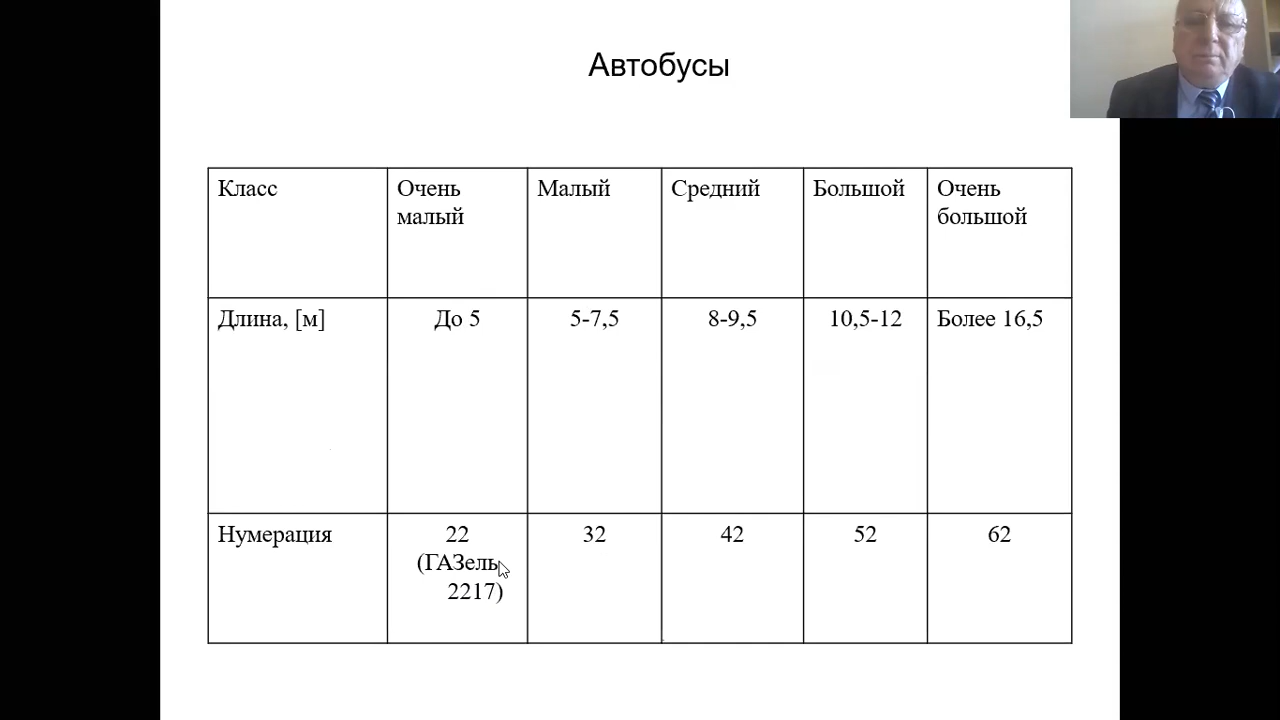 Автобусы
Класс
Очень
малый
Малый
Средний
Большой
Очень
большой
Длина, [м]
До 5
5-7,5
8-9,5
10,5-12
Более 16,5
Нумерация
22
(ГАЗель
2217)
32
42
52
62